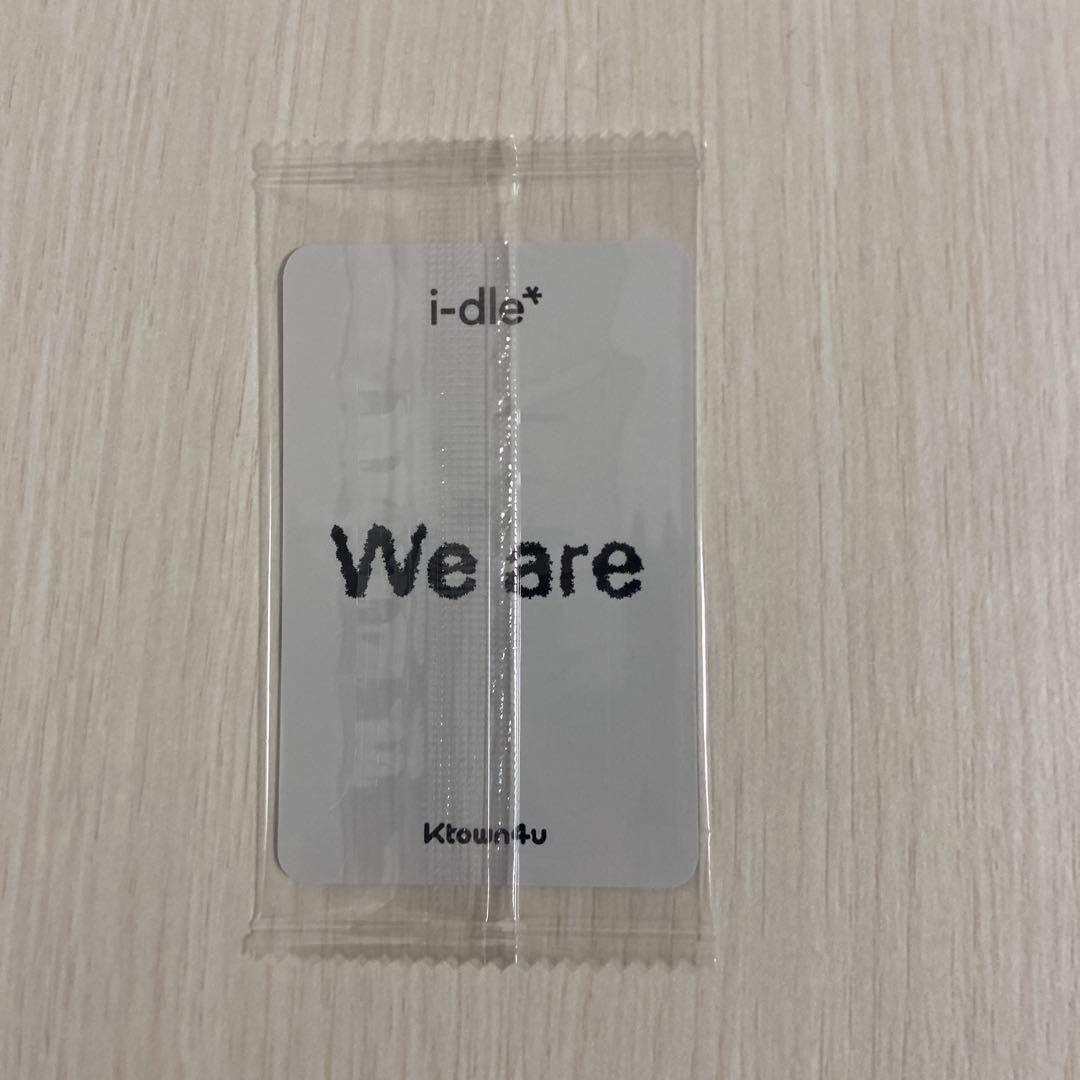 i-dle*
We are
Ktown4u